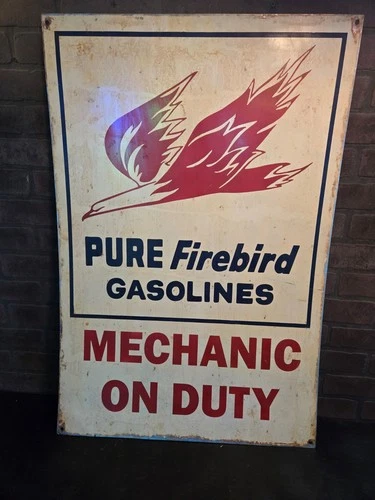 PURE Firebird
GASOLINES
MECHANIC
ON DUTY